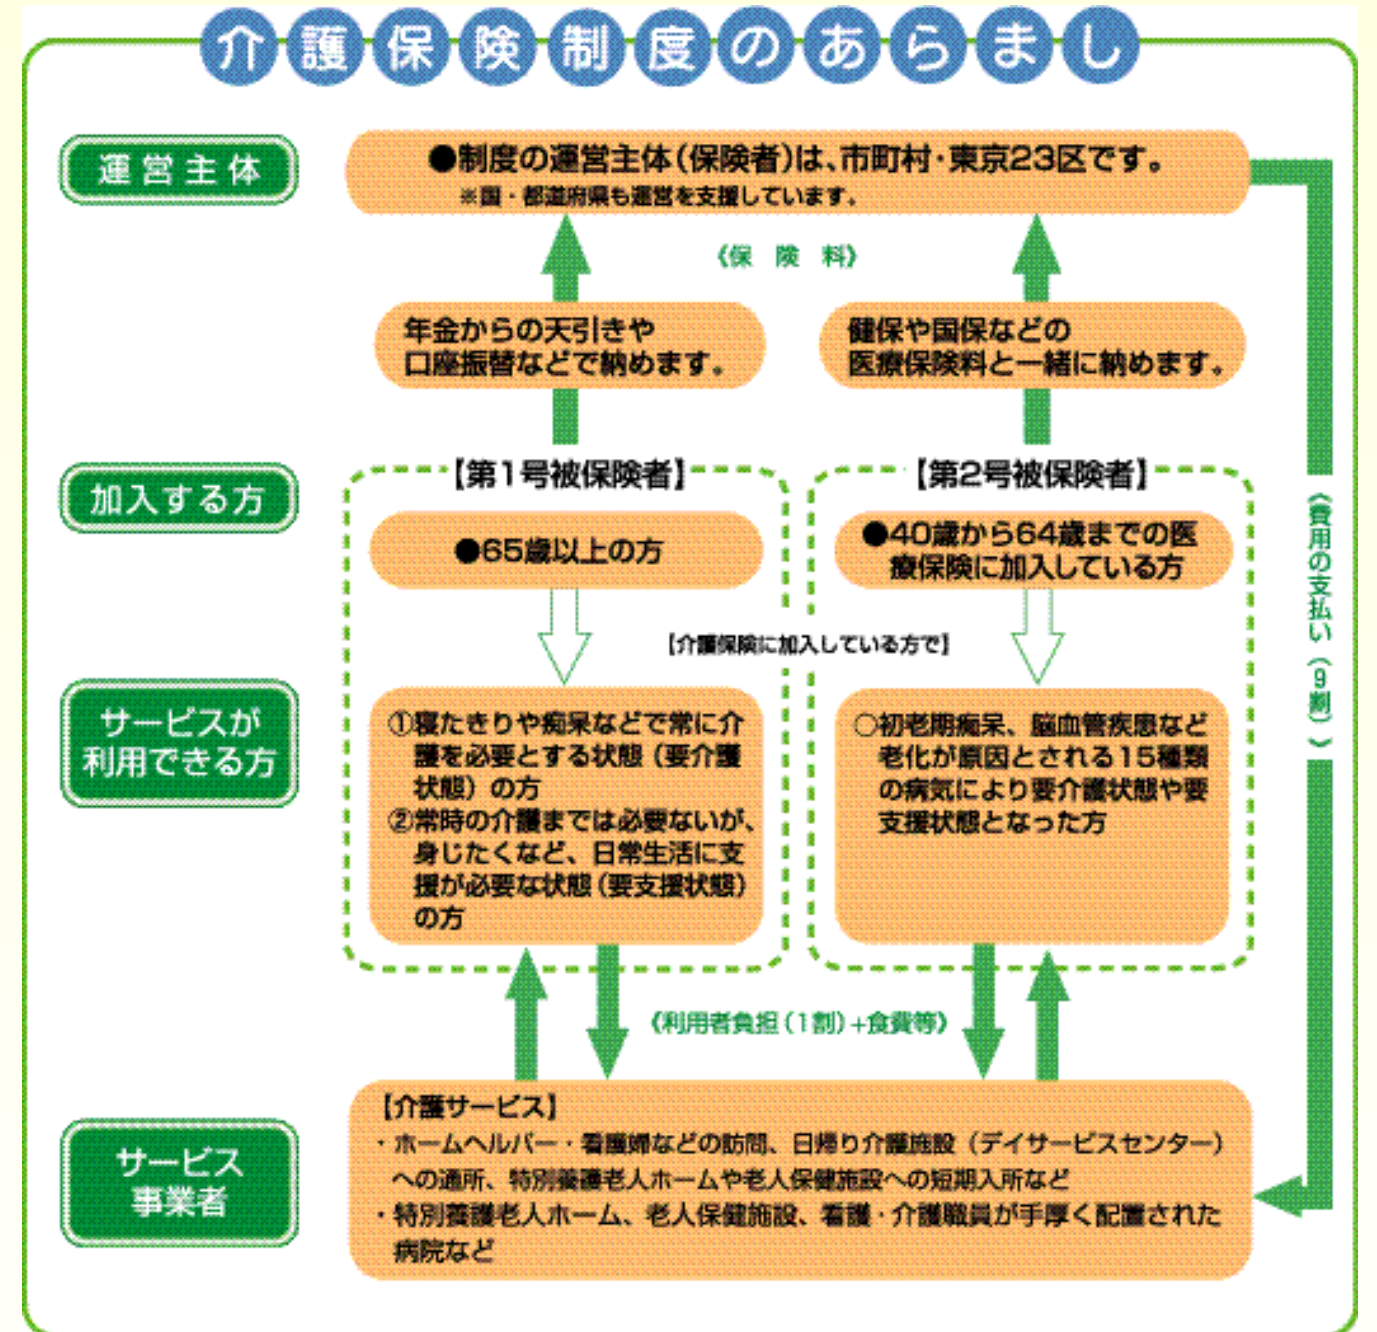 介護保険制度のあらまし
運営主体
●制度の運営主体(保険者)は、市町村・東京23区です。
※国・都道府県も運営を支援しています。
《保 険 料》
年金からの天引きや
口座振替などで納めます。
健保や国保などの
医療保険料と一緒に納めます。
加入する方
【第1号被保険者】
●65歳以上の方
【第2号被保険者】
●40歳から64歳までの医
療保険に加入している方
《費用の支払い(9割)》
【介護保険に加入している方で】
サービスが
利用できる方
①寝たきりや痴呆などで常に介
護を必要とする状態(要介護
状態)の方
②常時の介護までは必要ないが、
身じたくなど、日常生活に支
援が必要な状態(要支援状態)
の方
○初老期痴呆、脳血管疾患など
老化が原因とされる15種類
の病気により要介護状態や要
支援状態となった方
《利用者負担(1割)+食費等》
サービス
事業者
【介護サービス】
・ホームヘルパー・看護婦などの訪問、日帰り介護施設(デイサービスセンター)
への通所、特別養護老人ホームや老人保健施設への短期入所など
・特別養護老人ホーム、老人保健施設、看護・介護職員が手厚く配置された
病院など